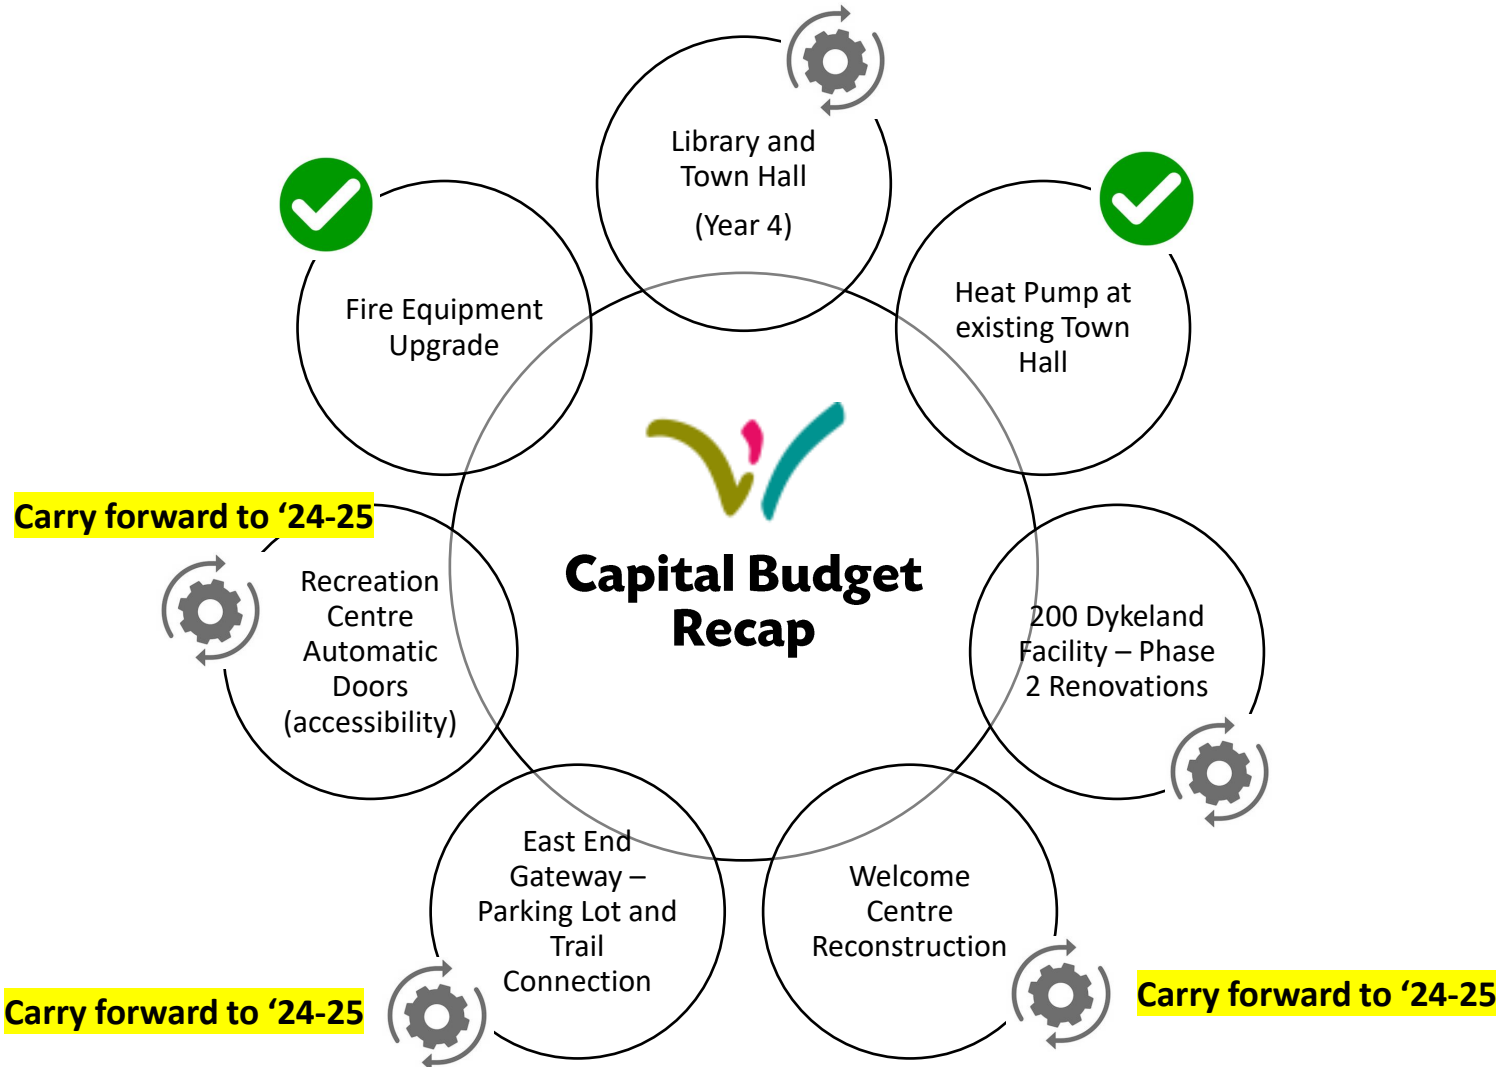 Library and
Town Hall
(Year 4)
Fire Equipment
Upgrade
Heat Pump at
existing Town
Hall
Capital Budget
Recap
Carry forward to ‘24-25
Recreation
Centre
Automatic
Doors
(accessibility)
200 Dykeland
Facility – Phase
2 Renovations
East End
Gateway –
Parking Lot and
Trail
Connection
Carry forward to ‘24-25
Welcome
Centre
Reconstruction
Carry forward to ‘24-25